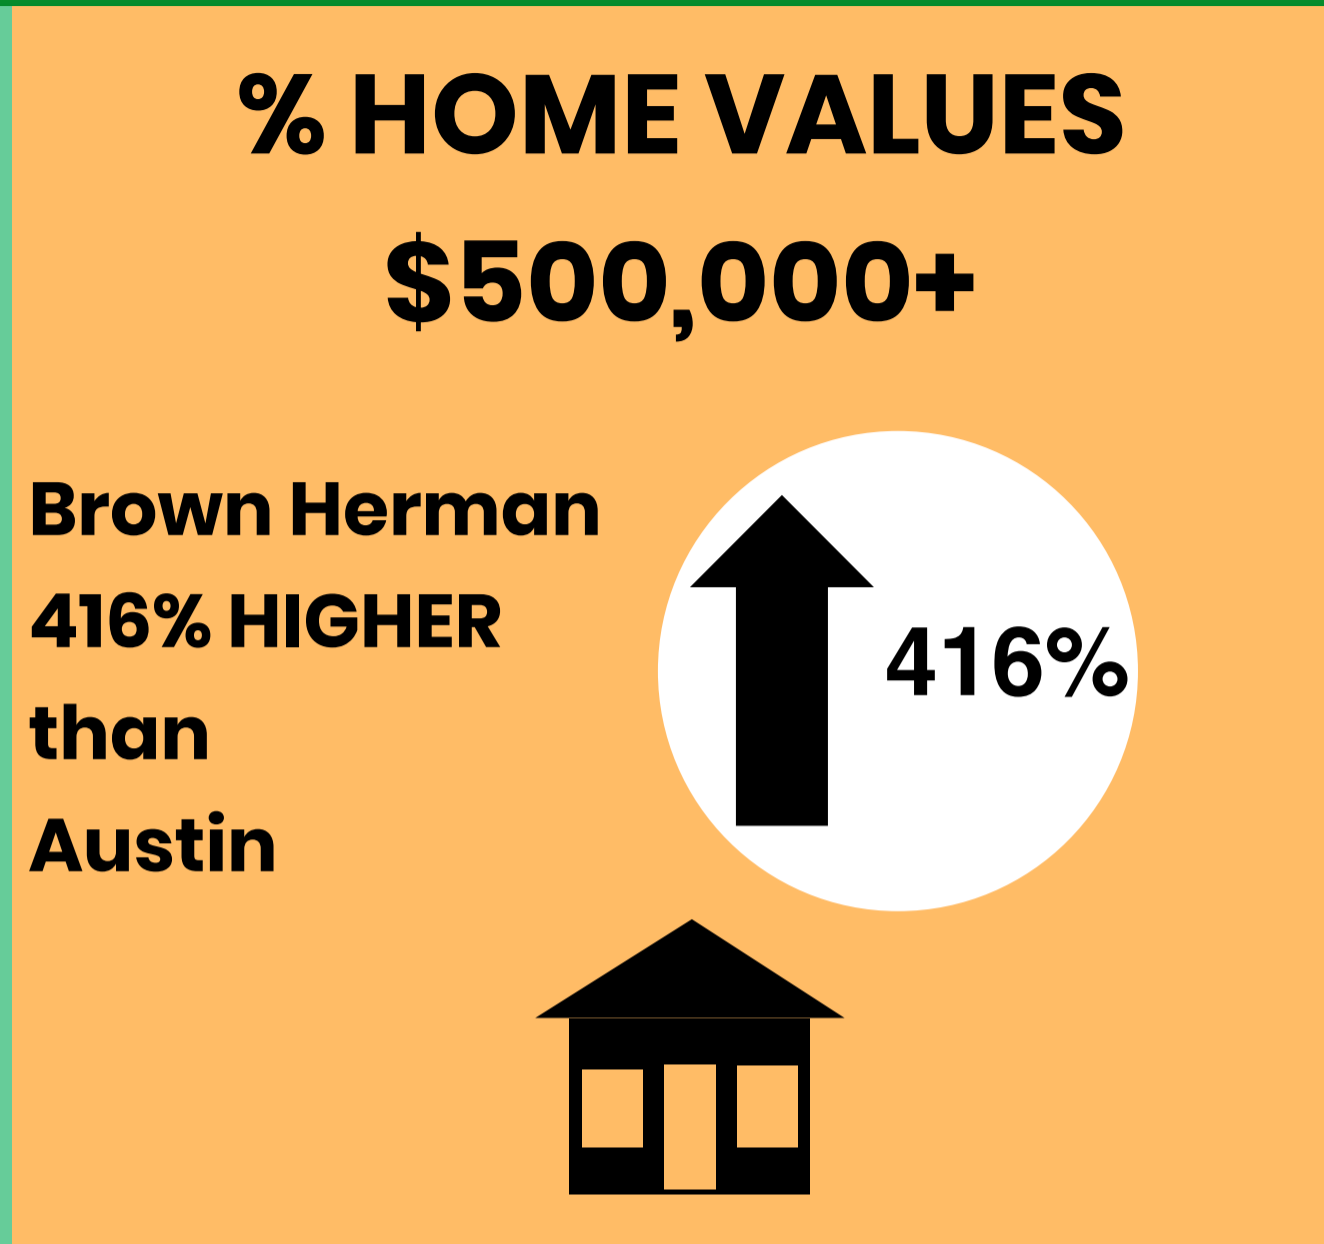 % HOME VALUES
$500,000+
Brown Herman
416% HIGHER
than
Austin
416%